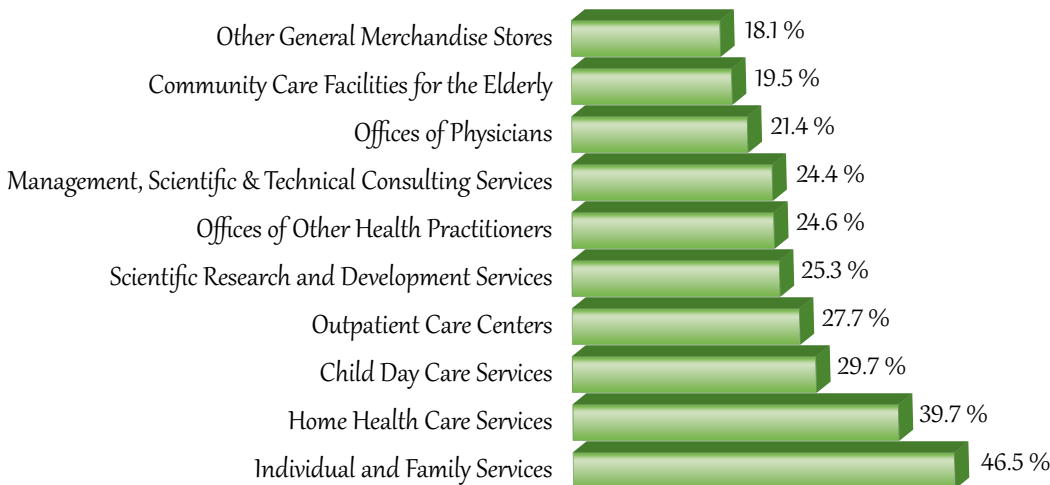 Other General Merchandise Stores 18.1 %
Community Care Facilities for the Elderly 19.5 %
Offices of Physicians 21.4 %
Management, Scientific & Technical Consulting Services 24.4 %
Offices of Other Health Practitioners 24.6 %
Scientific Research and Development Services 25.3 %
Outpatient Care Centers 27.7 %
Child Day Care Services 29.7 %
Home Health Care Services 39.7 %
Individual and Family Services 46.5 %